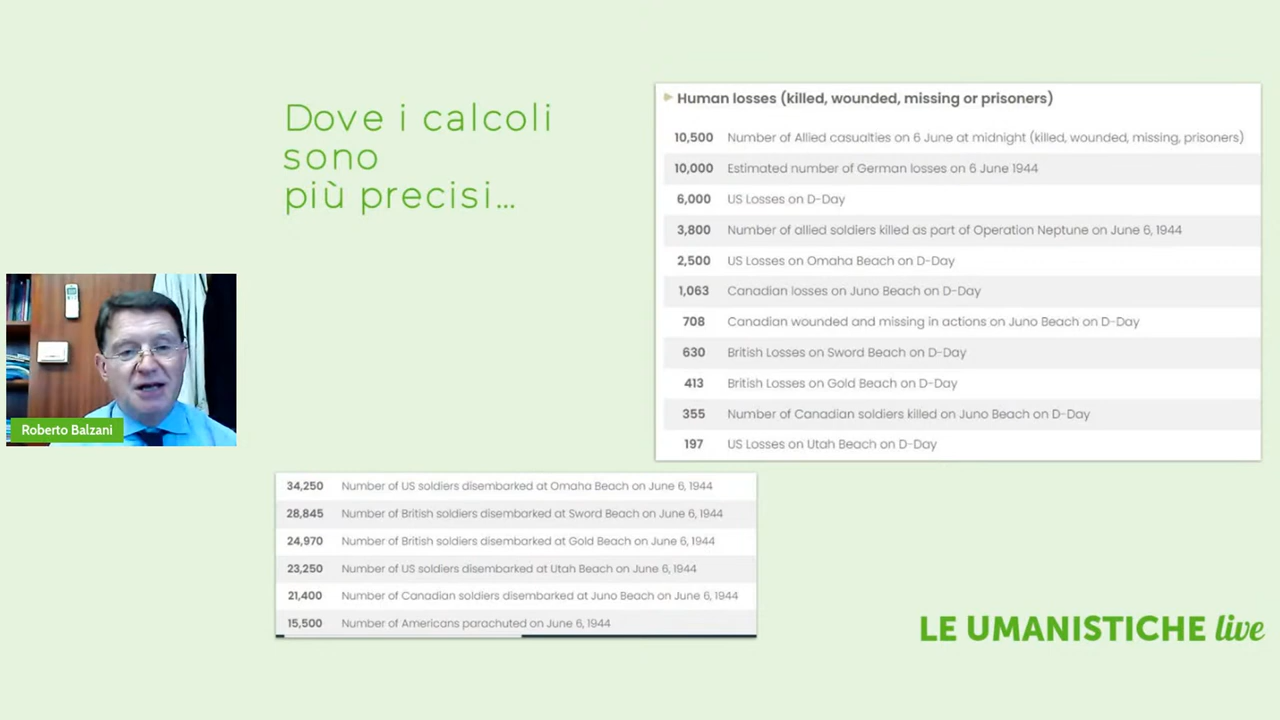 Dove i calcoli
sono
più precisi...
Human losses (killed, wounded, missing or prisoners)
10,500 Number of Allied casualties on 6 June at midnight (killed, wounded, missing, prisoners)
10,000 Estimated number of German losses on 6 June 1944
6,000 US Losses on D-Day
3,800 Number of allied soldiers killed as part of Operation Neptune on June 6, 1944
2,500 US Losses on Omaha Beach on D-Day
1,063 Canadian losses on Juno Beach on D-Day
708 Canadian wounded and missing in actions on Juno Beach on D-Day
630 British Losses on Sword Beach on D-Day
413 British Losses on Gold Beach on D-Day
355 Number of Canadian soldiers killed on Juno Beach on D-Day
197 US Losses on Utah Beach on D-Day
Roberto Balzani
34,250 Number of US soldiers disembarked at Omaha Beach on June 6, 1944
28,845 Number of British soldiers disembarked at Sword Beach on June 6, 1944
24,970 Number of British soldiers disembarked at Gold Beach on June 6, 1944
23,250 Number of US soldiers disembarked at Utah Beach on June 6, 1944
21,400 Number of Canadian soldiers disembarked at Juno Beach on June 6, 1944
15,500 Number of Americans parachuted on June 6, 1944
LE UMANISTICHE live